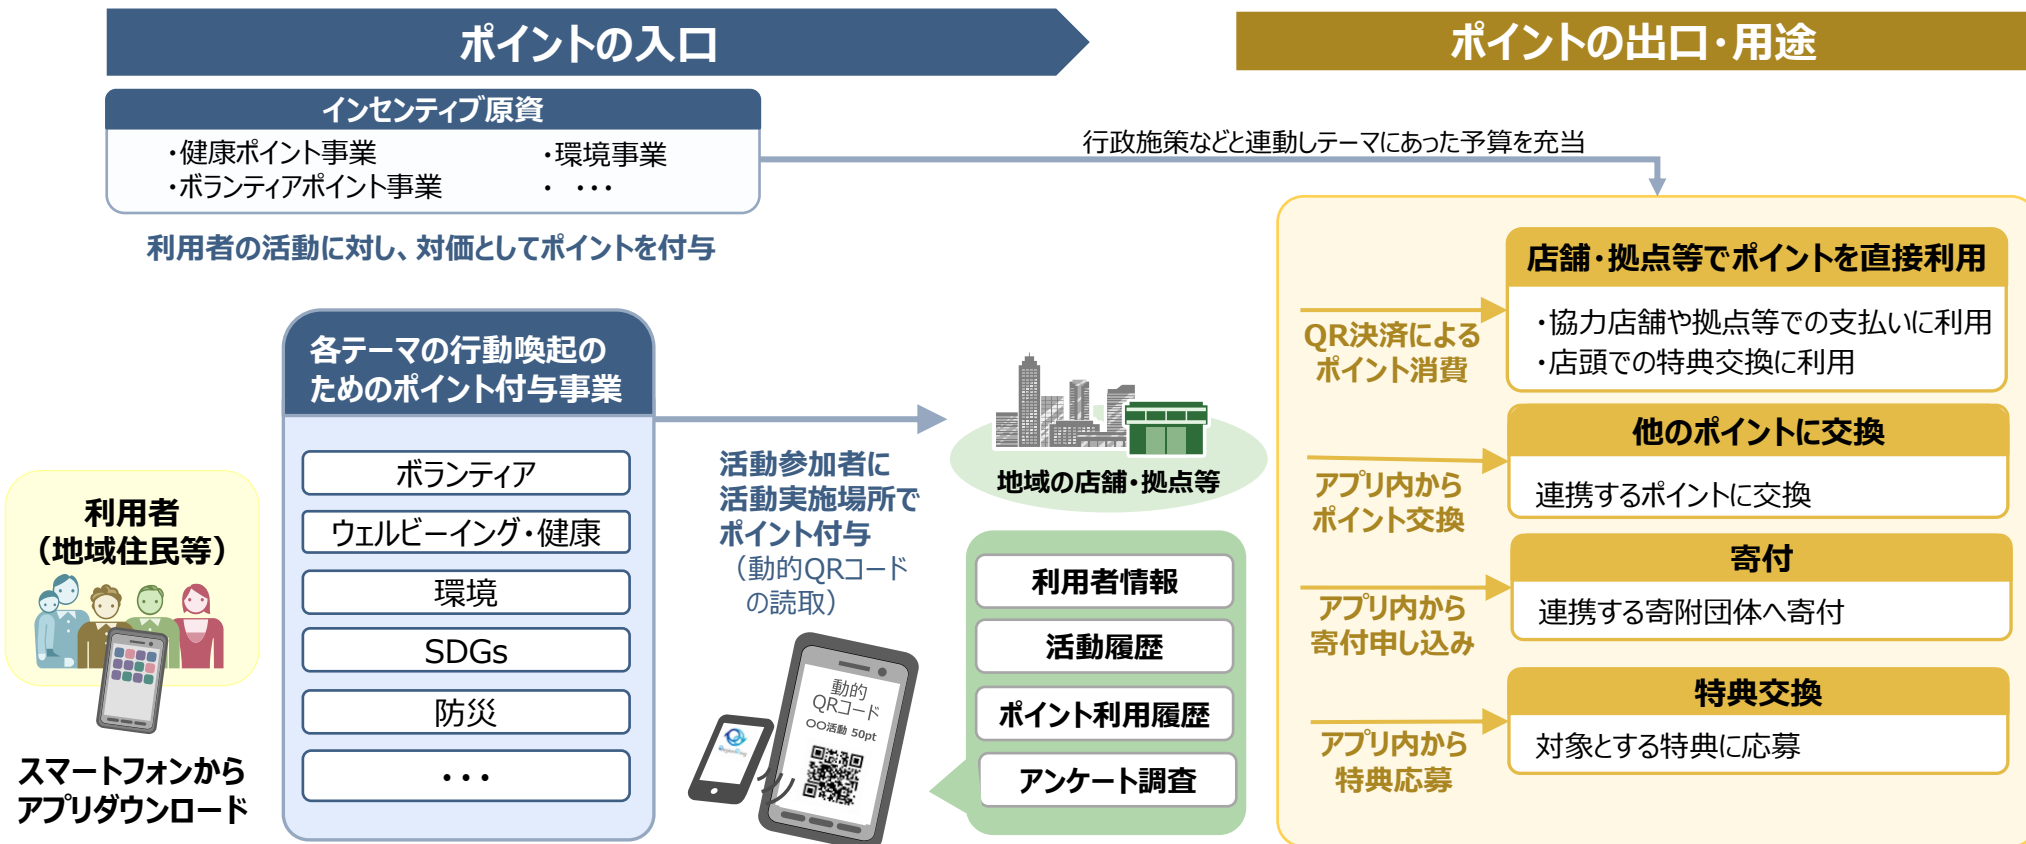 ポイントの入口
ポイントの出口・用途
インセンティブ原資
・健康ポイント事業
・環境事業
・ボランティアポイント事業
・ ・・・
行政施策などと連動しテーマにあった予算を充当
利用者の活動に対し、対価としてポイントを付与
利用者
（地域住民等）
スマートフォンから
アプリダウンロード
各テーマの行動喚起の
ためのポイント付与事業
ボランティア
ウェルビーイング・健康
環境
SDGs
防災
・・・
活動参加者に
活動実施場所で
ポイント付与
（動的QRコード
の読取）
動的
QRコード
〇〇活動 50pt
地域の店舗・拠点等
利用者情報
活動履歴
ポイント利用履歴
アンケート調査
QR決済による
ポイント消費
店舗・拠点等でポイントを直接利用
・協力店舗や拠点等での支払いに利用
・店頭での特典交換に利用
アプリ内から
ポイント交換
他のポイントに交換
連携するポイントに交換
アプリ内から
寄付申し込み
寄付
連携する寄附団体へ寄付
アプリ内から
特典応募
特典交換
対象とする特典に応募